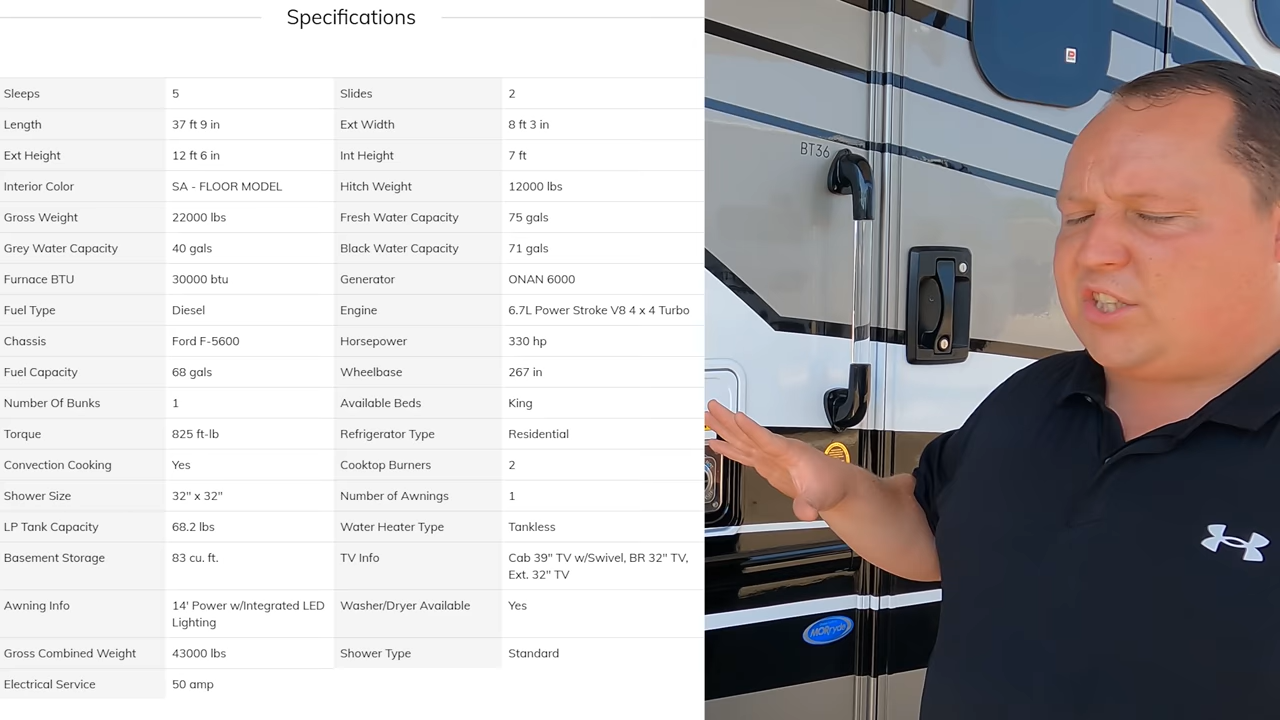 Specifications
Sleeps 5 Slides 2
Length 37 ft 9 in Ext Width 8 ft 3 in
Ext Height 12 ft 6 in Int Height 7 ft
Interior Color SA - FLOOR MODEL Hitch Weight 12000 lbs
Gross Weight 22000 lbs Fresh Water Capacity 75 gals
Grey Water Capacity 40 gals Black Water Capacity 71 gals
Furnace BTU 30000 btu Generator ONAN 6000
Fuel Type Diesel Engine 6.7L Power Stroke V8 4 x 4 Turbo
Chassis Ford F-5600 Horsepower 330 hp
Fuel Capacity 68 gals Wheelbase 267 in
Number Of Bunks 1 Available Beds King
Torque 825 ft-lb Refrigerator Type Residential
Convection Cooking Yes Cooktop Burners 2
Shower Size 32" x 32" Number of Awnings 1
LP Tank Capacity 68.2 lbs Water Heater Type Tankless
Basement Storage 83 cu. ft. TV Info Cab 39" TV w/Swivel, BR 32" TV,
Ext. 32" TV
Awning Info 14' Power w/Integrated LED Washer/Dryer Available Yes
Lighting
Gross Combined Weight 43000 lbs Shower Type Standard
Electrical Service 50 amp
BT36
MORryde